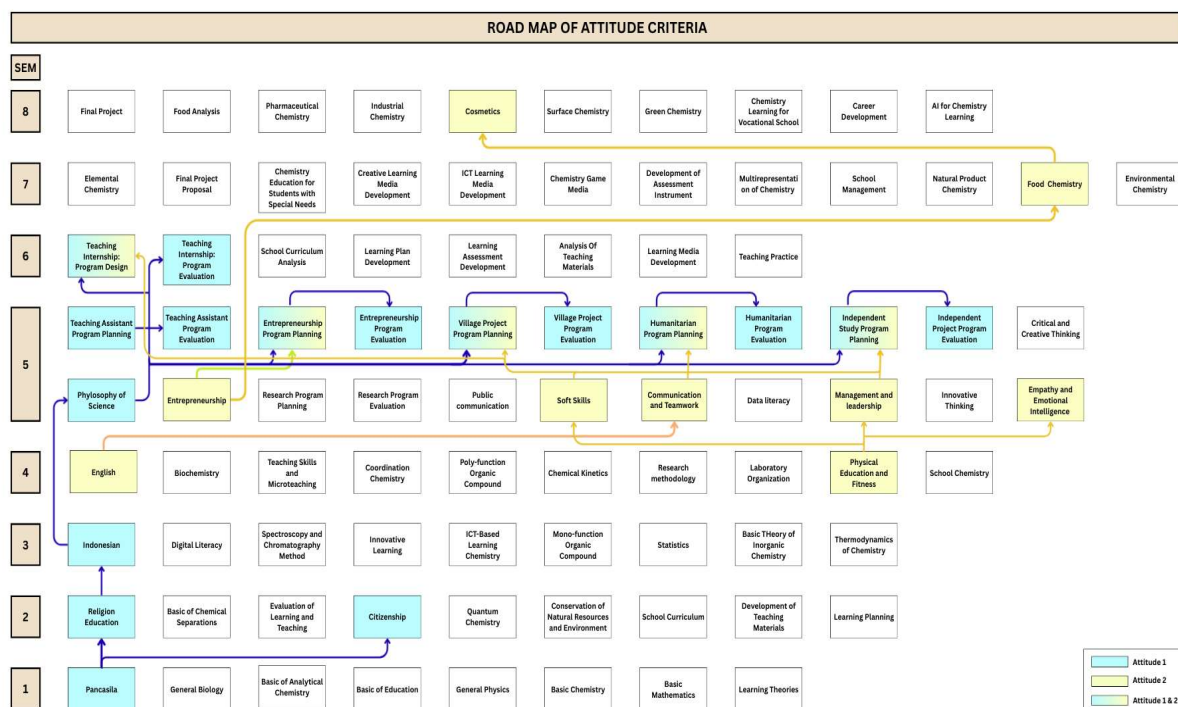 ROAD MAP OF ATTITUDE CRITERIA
SEM
8
Final Project
Food Analysis
Pharmaceutical
Chemistry
Industrial
Chemistry
Cosmetics
Surface Chemistry
Green Chemistry
Chemistry
Learning for
Vocational School
Career
Development
AI for Chemistry
Learning
7
Elemental
Chemistry
Final Project
Proposal
Chemistry
Education for
Students with
Special Needs
Creative Learning
Media
Development
ICT Learning
Media
Development
Chemistry Game
Media
Development of
Assessment
Instrument
Multirepresentati
on of Chemistry
School
Management
Natural Product
Chemistry
Food Chemistry
Environmental
Chemistry
6
Teaching
Internship:
Program Design
Teaching
Internship:
Program
Evaluation
School Curriculum
Analysis
Learning Plan
Development
Learning
Assessment
Development
Analysis Of
Teaching
Materials
Learning Media
Development
Teaching Practice
5
Teaching Assistant
Program Planning
Teaching Assistant
Program
Evaluation
Entrepreneurship
Program Planning
Entrepreneurship
Program
Evaluation
Village Project
Program Planning
Village Project
Program
Evaluation
Humanitarian
Program Planning
Humanitarian
Program
Evaluation
Independent
Study Program
Planning
Independent
Project Program
Evaluation
Critical and
Creative Thinking
Phylosophy of
Science
Entrepreneurship
Research Program
Planning
Research Program
Evaluation
Public
communication
Soft Skills
Communication
and Teamwork
Data literacy
Management and
leadership
Innovative
Thinking
Empathy and
Emotional
Intelligence
4
English
Biochemistry
Teaching Skills
and
Microteaching
Coordination
Chemistry
Poly-function
Organic
Compound
Chemical Kinetics
Research
methodology
Laboratory
Organization
Physical
Education and
Fitness
School Chemistry
3
Indonesian
Digital Literacy
Spectroscopy and
Chromatography
Method
Innovative
Learning
ICT-Based
Learning
Chemistry
Mono-function
Organic
Compound
Statistics
Basic THeory of
Inorganic
Chemistry
Thermodynamics
of Chemistry
2
Religion
Education
Basic of Chemical
Separations
Evaluation of
Learning and
Teaching
Citizenship
Quantum
Chemistry
Conservation of
Natural Resources
and Environment
School Curriculum
Development of
Teaching
Materials
Learning Planning
1
Pancasila
General Biology
Basic of Analytical
Chemistry
Basic of Education
General Physics
Basic Chemistry
Basic
Mathematics
Learning Theories
Attitude 1
Attitude 2
Attitude 1 & 2